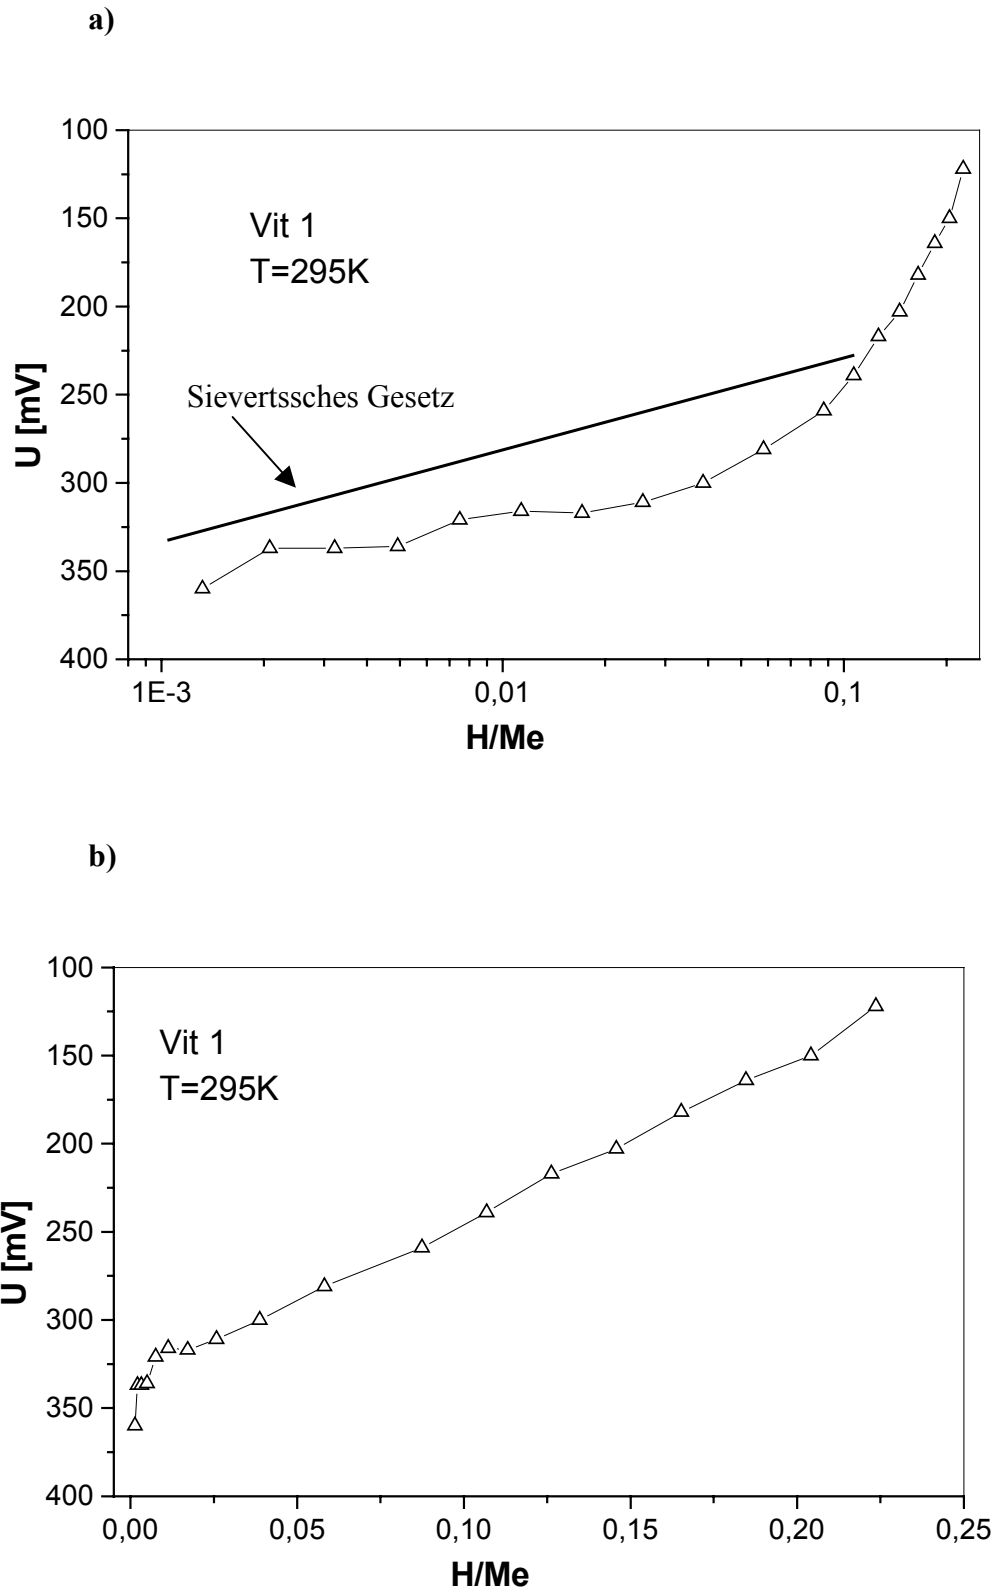 a)
100
150
200
250
300
350
400
U [mV]
Vit 1
T=295K
Sievertssches Gesetz
1E-3 0,01 0,1
H/Me
b)
100
150
200
250
300
350
400
U [mV]
Vit 1
T=295K
0,00 0,05 0,10 0,15 0,20 0,25
H/Me